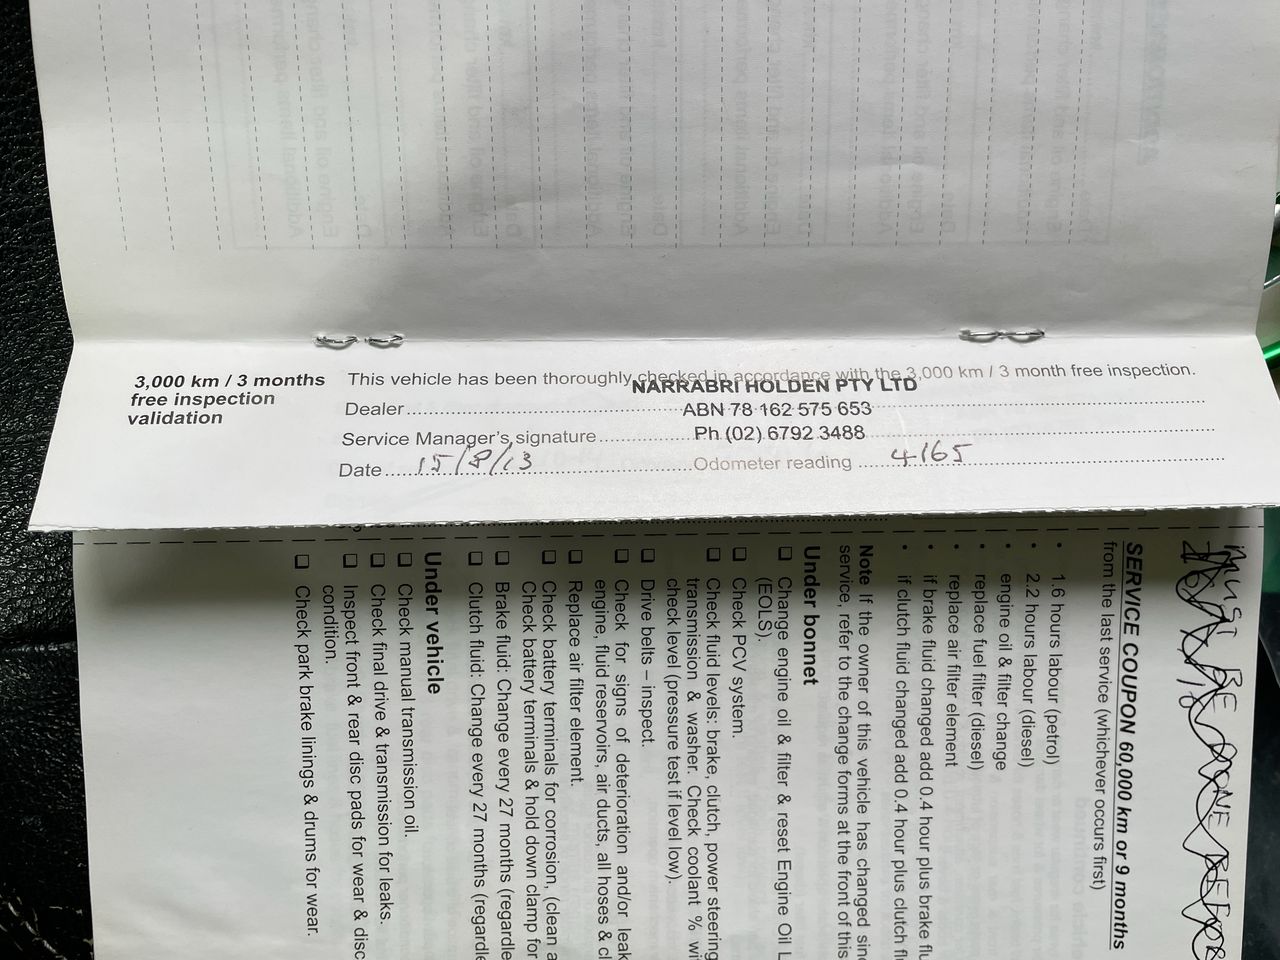 3,000 km / 3 months
free inspection
validation
This vehicle has been thoroughly checked in accordance with the 3,000 km / 3 month free inspection.
NARRABRI HOLDEN PTY LTD
Dealer ABN 78 162 575 653
Service Manager's signature Ph (02) 6792 3488
Date 15/8/13 Odometer reading 4165
MUST BE DONE BEFORE
SERVICE COUPON 60,000 km or 9 months
from the last service (whichever occurs first)
• 1.6 hours labour (petrol)
• 2.2 hours labour (diesel)
• engine oil & filter change
• replace fuel filter (diesel)
• replace air filter element
• if brake fluid changed add 0.4 hour plus brake
• if clutch fluid changed add 0.4 hour plus clutch
Note: If the owner of this vehicle has changed
service, refer to the change forms at the front of this
Under bonnet
❑ Change engine oil & filter & reset Engine Oil
(EOLS).
❑ Check PCV system.
❑ Check fluid levels: brake, clutch, power steering
transmission & washer. Check coolant %
check level (pressure test if level low).
❑ Drive belts – inspect.
❑ Check for signs of deterioration and/or
engine, fluid reservoirs, air ducts, all hoses &
❑ Replace air filter element.
❑ Check battery terminals for corrosion, (clean
Check battery terminals & hold down clamp for
❑ Brake fluid: Change every 27 months
❑ Clutch fluid: Change every 27 months
Under vehicle
❑ Check manual transmission oil.
❑ Check final drive & transmission for leaks.
❑ Inspect front & rear disc pads for wear & disc
condition.
❑ Check park brake linings & drums for wear.